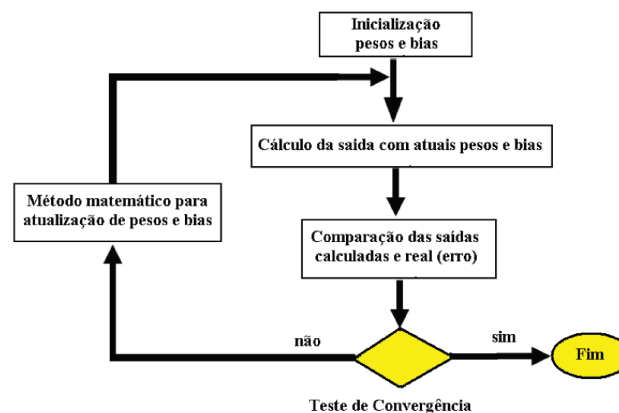 Inicialização
pesos e bias
Cálculo da saida com atuais pesos e bias
Método matemático para
atualização de pesos e bias
Comparação das saídas
calculadas e real (erro)
não
sim
Fim
Teste de Convergência